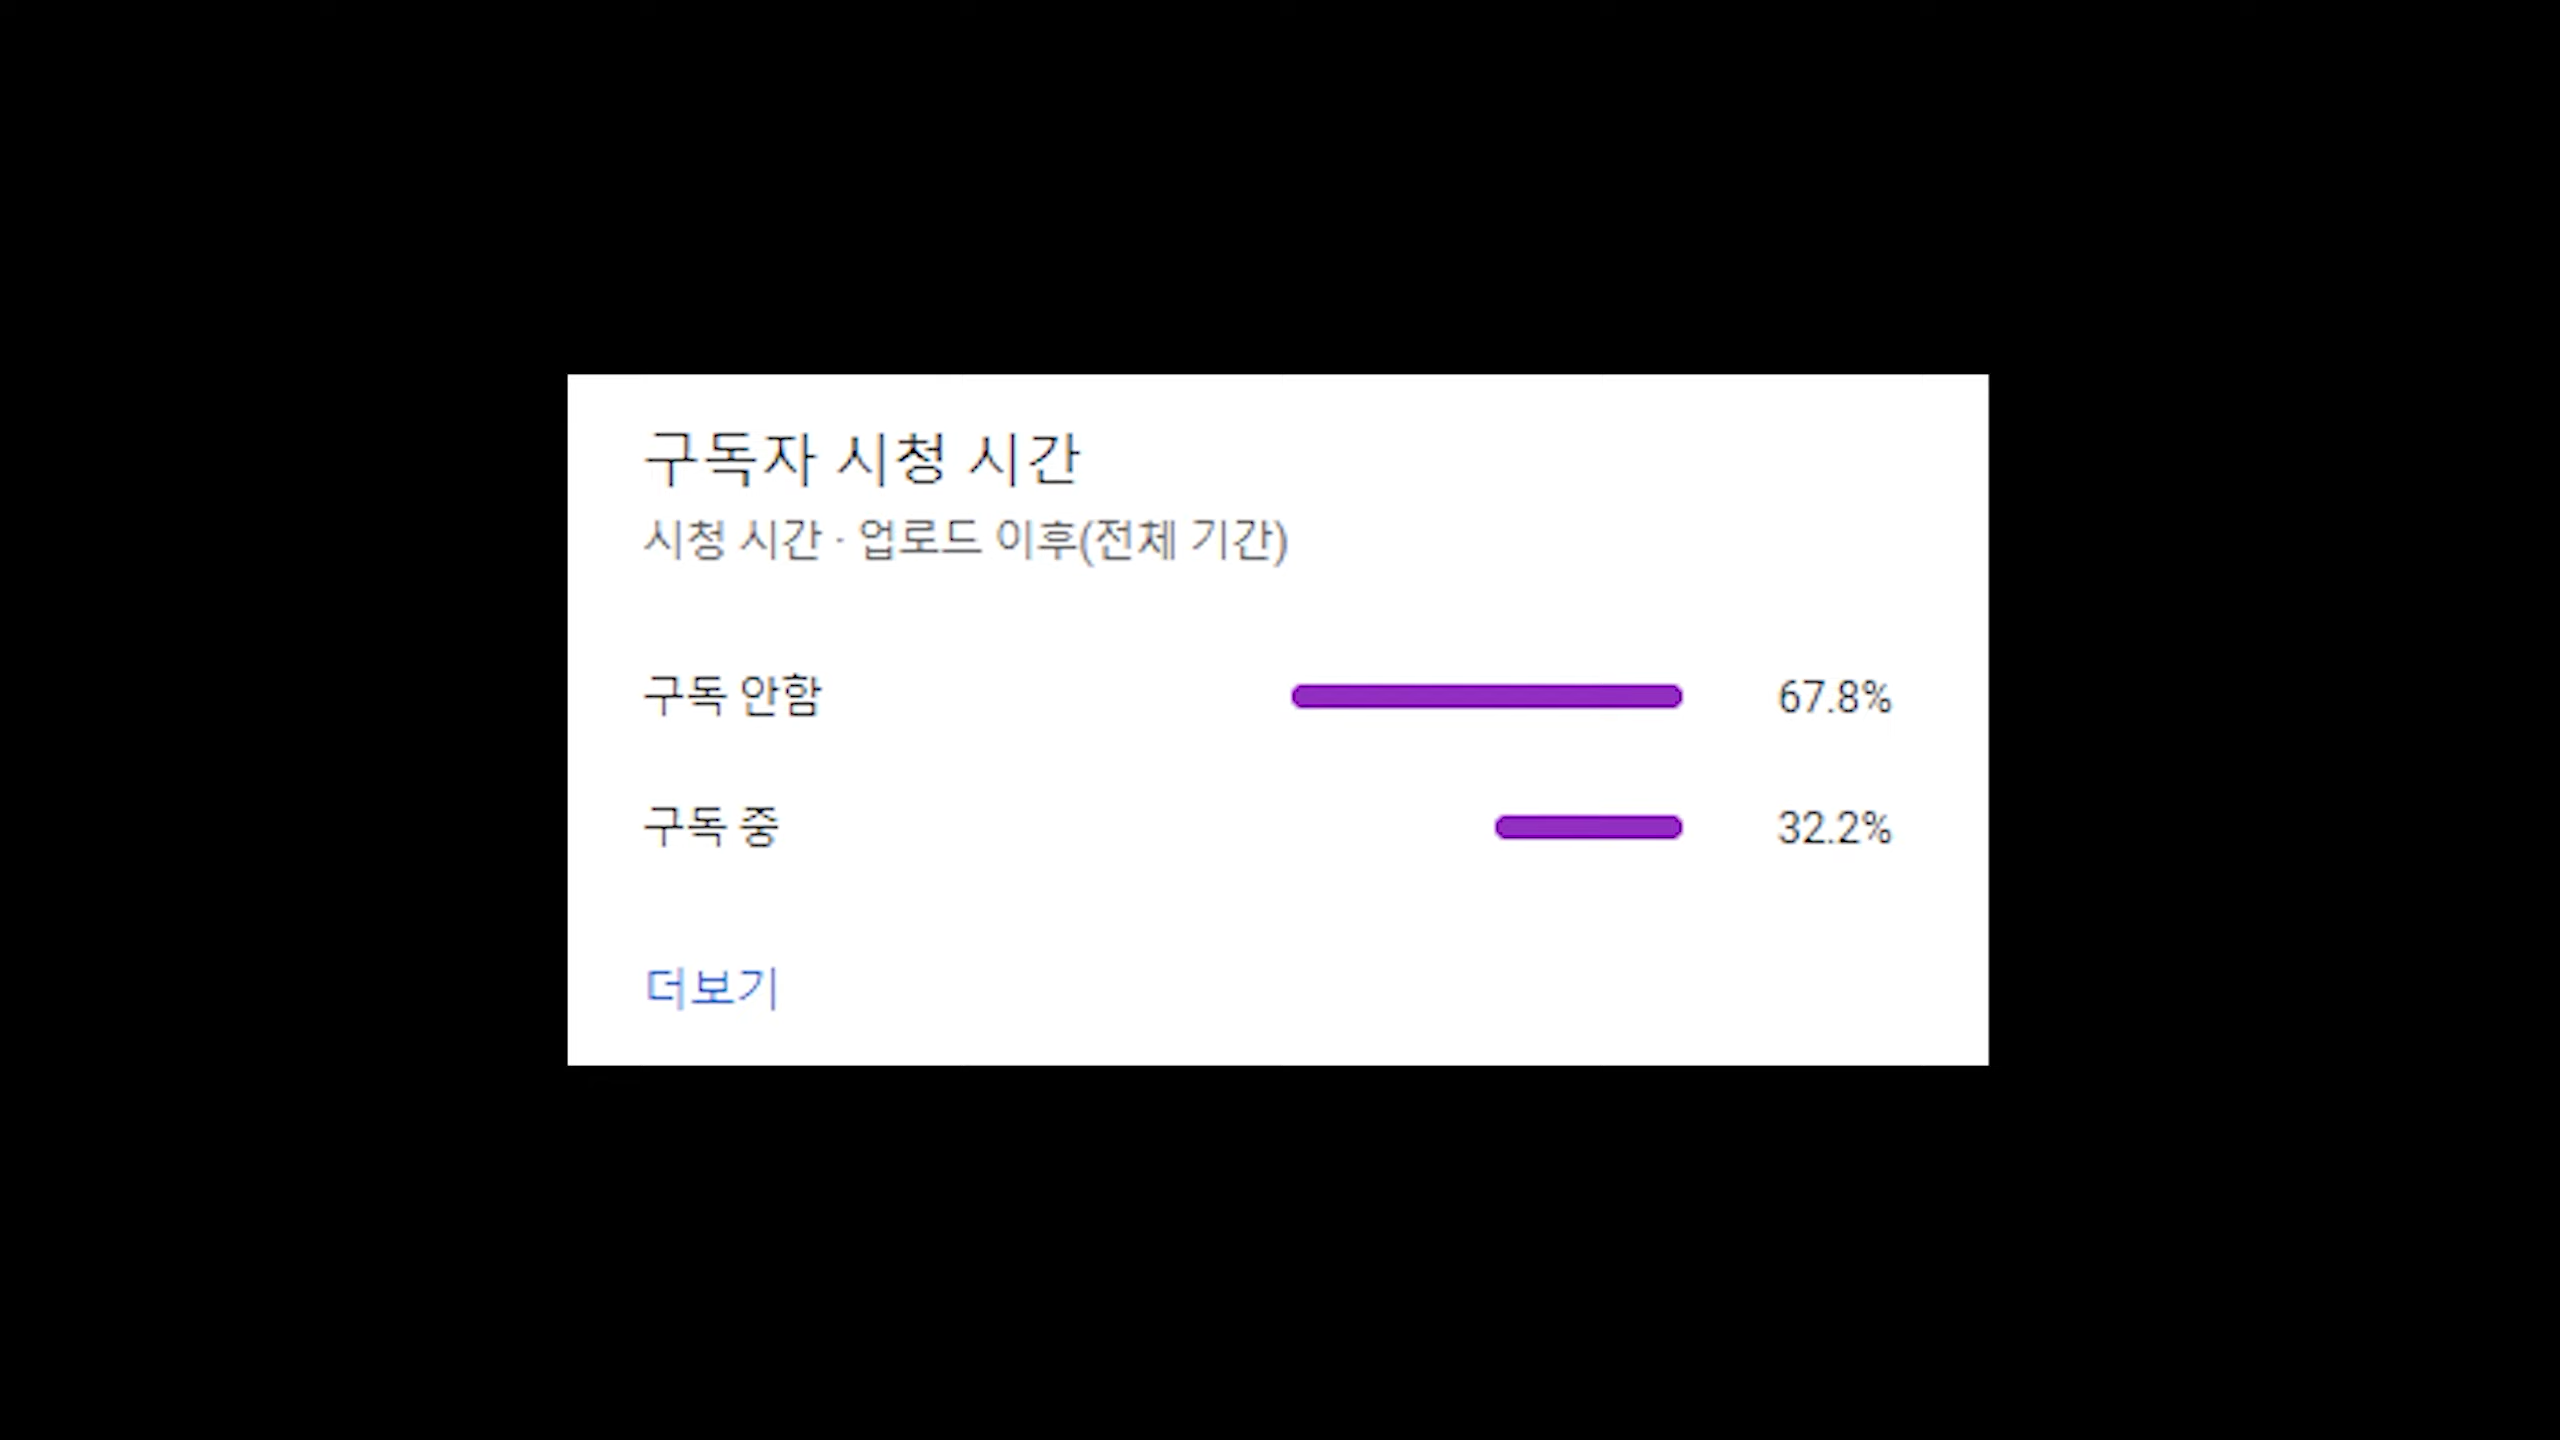 구독자 시청 시간
시청 시간 · 업로드 이후(전체 기간)
구독 안함 67.8%
구독 중 32.2%
더보기